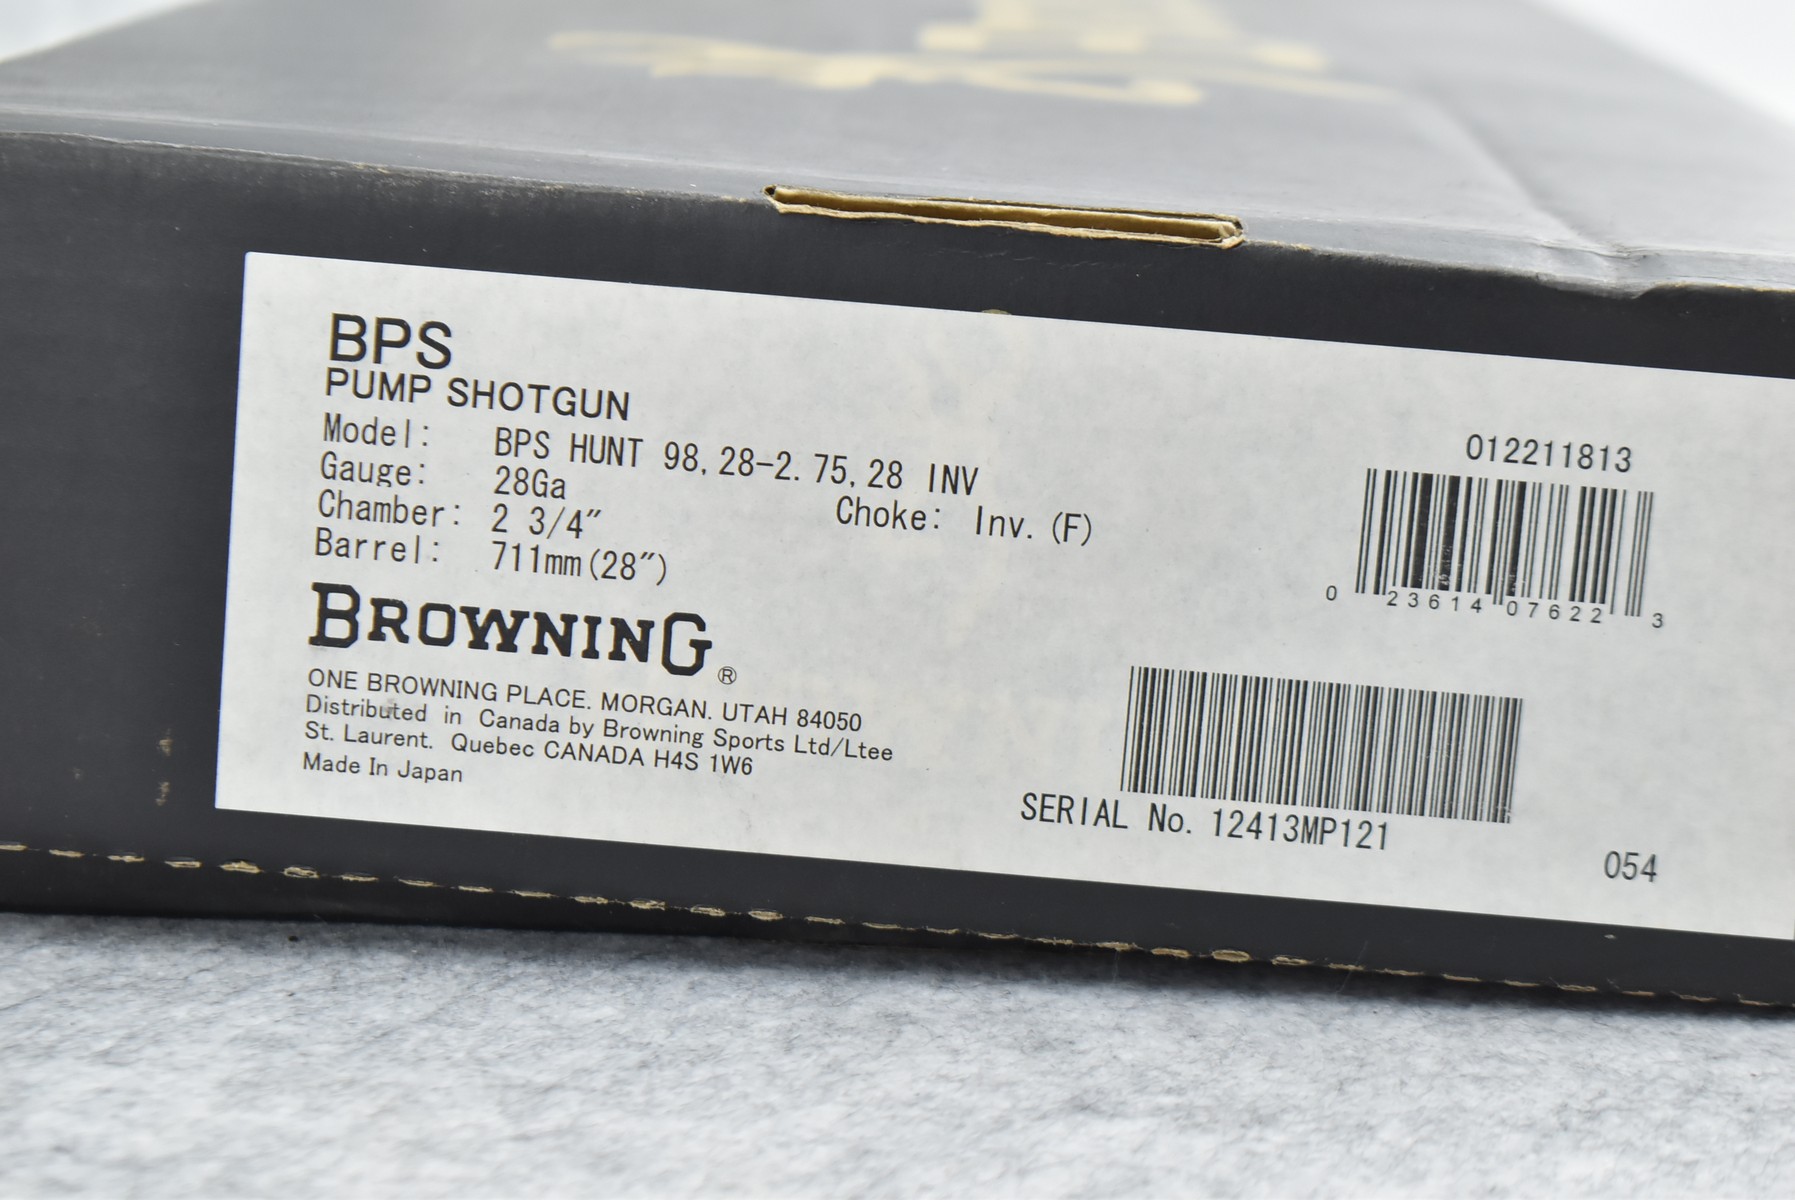 BPS
PUMP SHOTGUN
Model: BPS HUNT 98,28-2.75,28 INV
Gauge: 28Ga
Chamber: 2 3/4" Choke: Inv.(F)
Barrel: 711mm(28")
BROWNING®
ONE BROWNING PLACE. MORGAN. UTAH 84050
Distributed in Canada by Browning Sports Ltd/Ltee
St. Laurent. Quebec CANADA H4S 1W6
Made In Japan
012211813
0 23614 07622 3
SERIAL No. 12413MP121
054